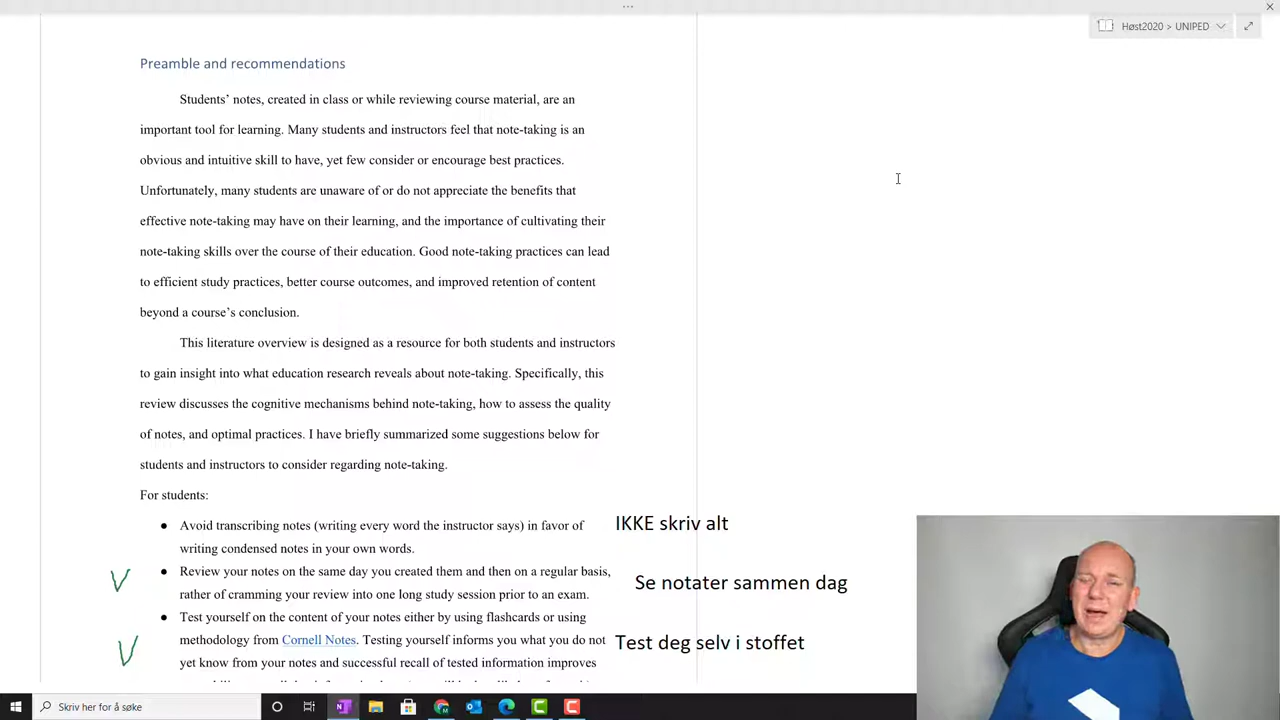 Høst2020 > UNIPED
Preamble and recommendations
Students’ notes, created in class or while reviewing course material, are an
important tool for learning. Many students and instructors feel that note-taking is an
obvious and intuitive skill to have, yet few consider or encourage best practices.
Unfortunately, many students are unaware of or do not appreciate the benefits that
effective note-taking may have on their learning, and the importance of cultivating their
note-taking skills over the course of their education. Good note-taking practices can lead
to efficient study practices, better course outcomes, and improved retention of content
beyond a course’s conclusion.
This literature overview is designed as a resource for both students and instructors
to gain insight into what education research reveals about note-taking. Specifically, this
review discusses the cognitive mechanisms behind note-taking, how to assess the quality
of notes, and optimal practices. I have briefly summarized some suggestions below for
students and instructors to consider regarding note-taking.
For students:
● Avoid transcribing notes (writing every word the instructor says) in favor of
writing condensed notes in your own words.
IKKE skriv alt
● Review your notes on the same day you created them and then on a regular basis,
rather of cramming your review into one long study session prior to an exam.
Se notater sammen dag
● Test yourself on the content of your notes either by using flashcards or using
methodology from Cornell Notes. Testing yourself informs you what you do not
yet know from your notes and successful recall of tested information improves
Test deg selv i stoffet
Skriv her for å søke